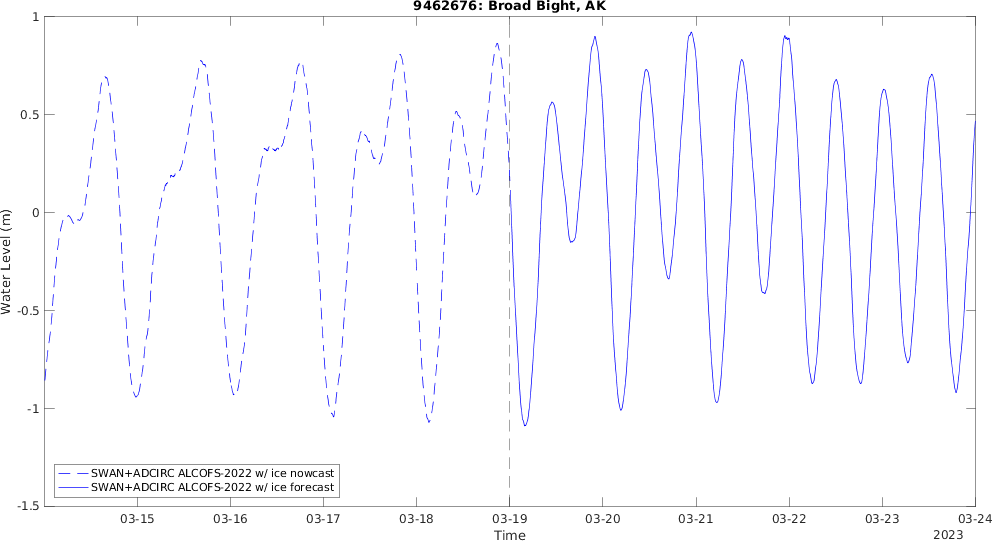 9462676: Broad Bight, AK
1
0.5
0
-0.5
-1
-1.5
Water Level (m)
SWAN+ADCIRC ALCOFS-2022 w/ ice nowcast
SWAN+ADCIRC ALCOFS-2022 w/ ice forecast
03-15 03-16 03-17 03-18 03-19 03-20 03-21 03-22 03-23 03-24
Time
2023